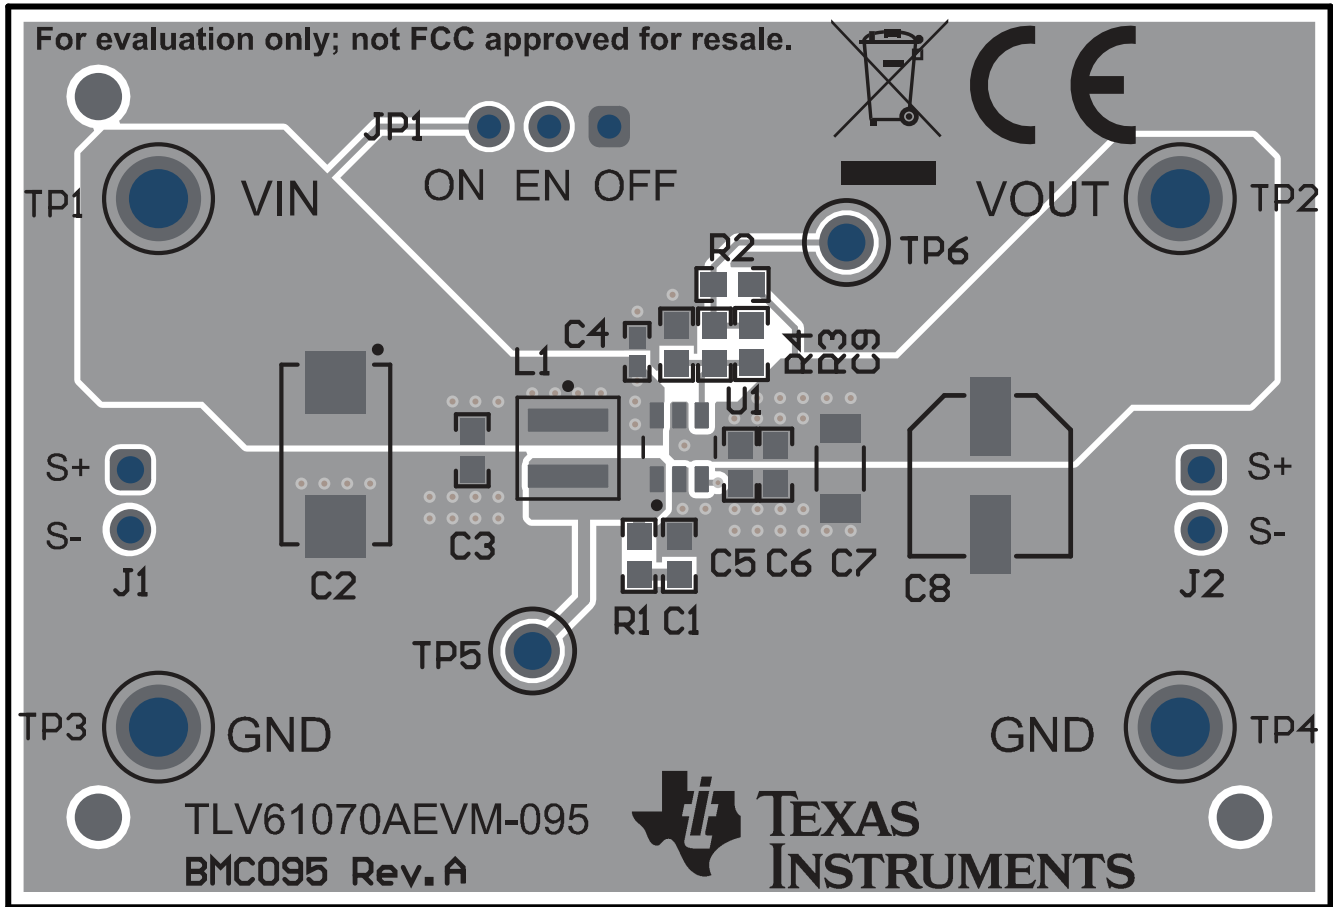 For evaluation only; not FCC approved for resale.
CE
JP1
ON EN OFF
TP1 VIN
VOUT TP2
R2
TP6
C4
L1
R4
R3
C9
U1
S+
S-
J1
C2
C3
R1 C1
C5 C6 C7
C8
S+
S-
J2
TP5
TP3 GND
GND TP4
TLV61070AEVM-095
BMC095 Rev. A
ti
TEXAS
INSTRUMENTS